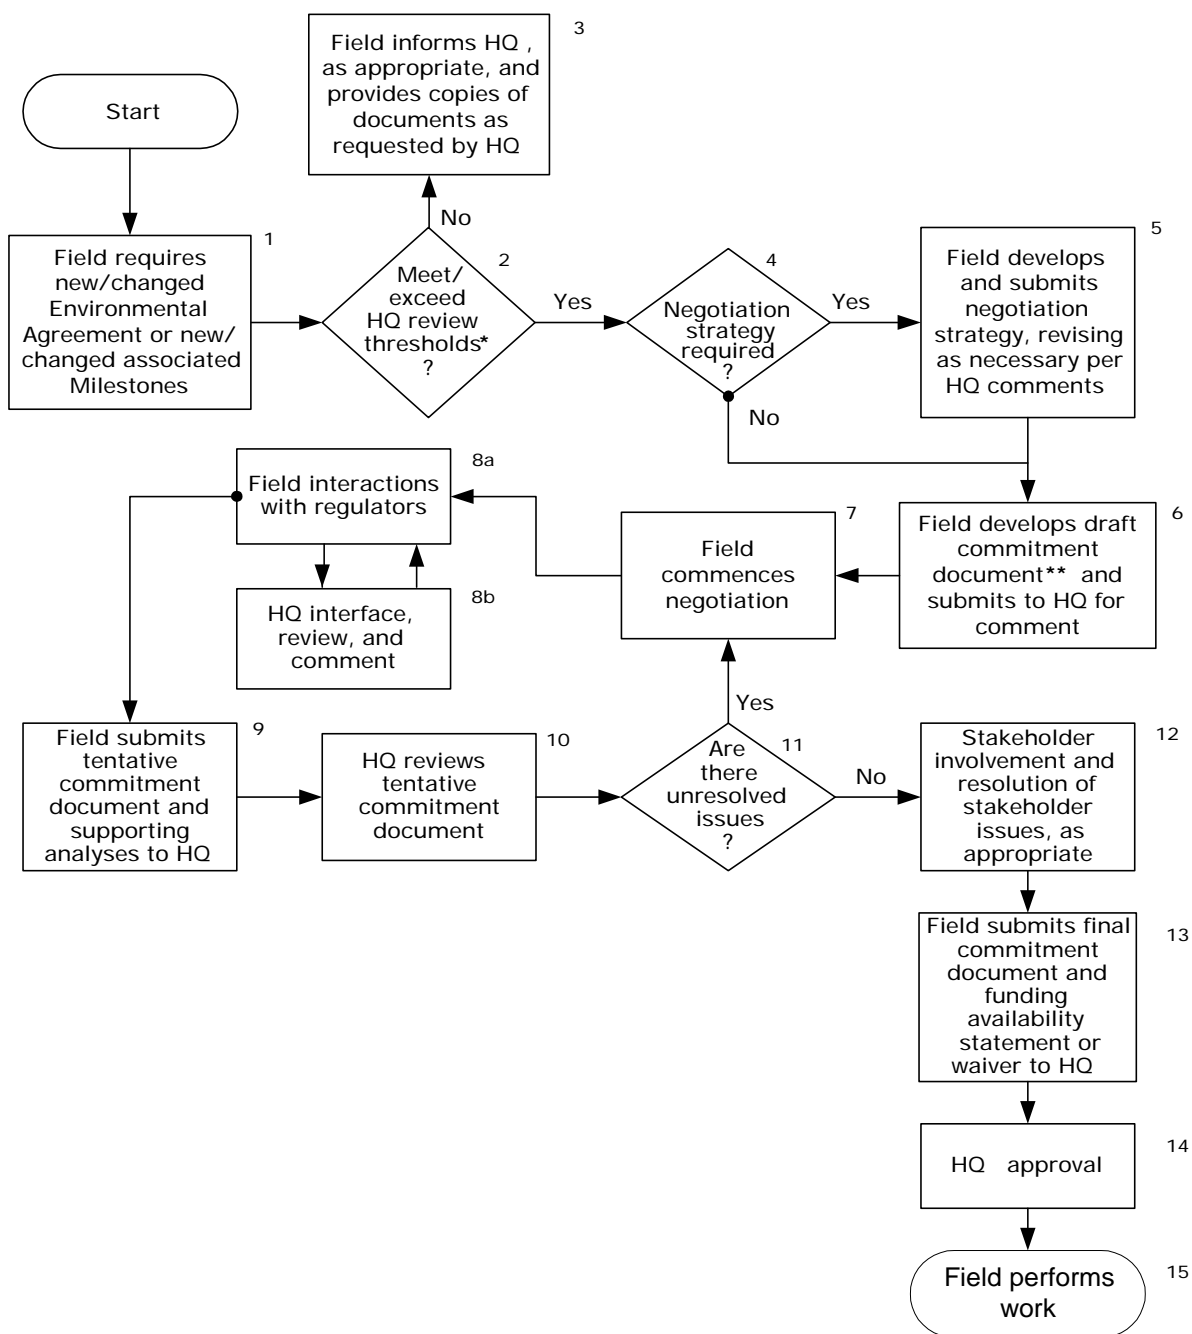 Start
3
Field informs HQ ,
as appropriate, and
provides copies of
documents as
requested by HQ
No
1
Field requires
new/changed
Environmental
Agreement or new/
changed associated
Milestones
2
Meet/
exceed
HQ review
thresholds*
?
Yes
4
Negotiation
strategy
required
?
Yes
No
5
Field develops
and submits
negotiation
strategy, revising
as necessary per
HQ comments
8a
Field interactions
with regulators
8b
HQ interface,
review, and
comment
7
Field
commences
negotiation
6
Field develops draft
commitment
document** and
submits to HQ for
comment
Yes
9
Field submits
tentative
commitment
document and
supporting
analyses to HQ
10
HQ reviews
tentative
commitment
document
11
Are
there
unresolved
issues
?
No
12
Stakeholder
involvement and
resolution of
stakeholder
issues, as
appropriate
13
Field submits final
commitment
document and
funding
availability
statement or
waiver to HQ
14
HQ approval
15
Field performs
work